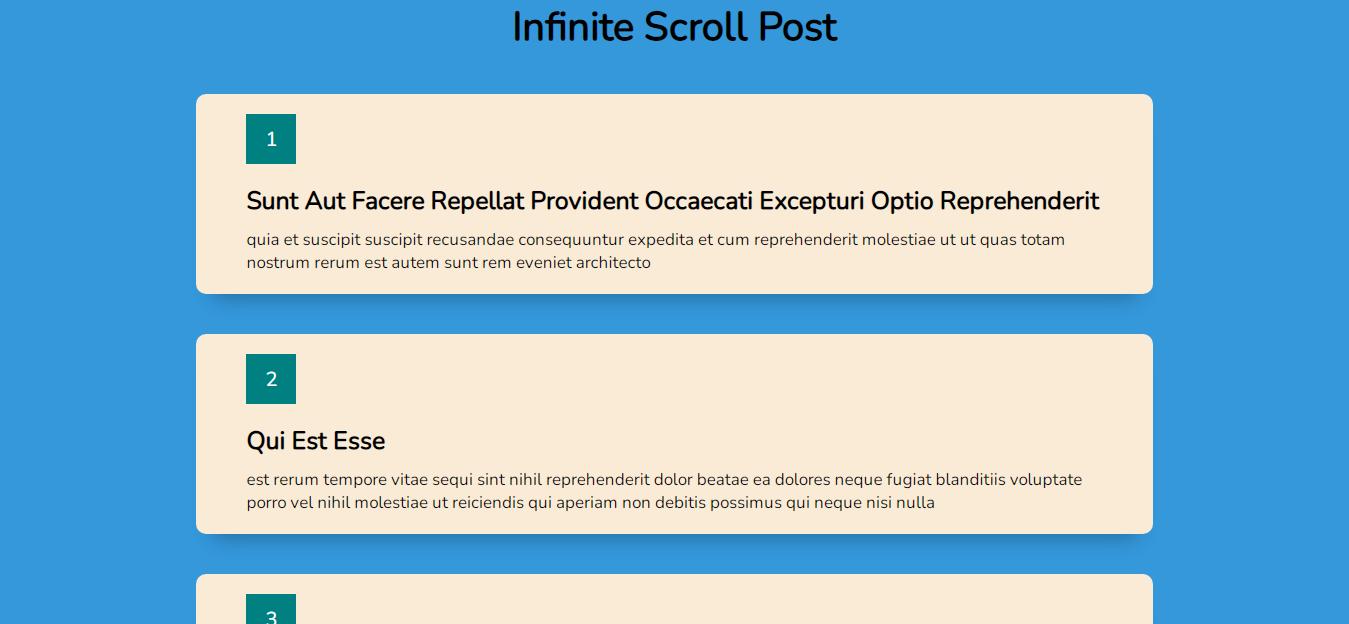 Infinite Scroll Post
1
Sunt Aut Facere Repellat Provident Occaecati Excepturi Optio Reprehenderit
quia et suscipit suscipit recusandae consequuntur expedita et cum reprehenderit molestiae ut ut quas totam
nostrum rerum est autem sunt rem eveniet architecto
2
Qui Est Esse
est rerum tempore vitae sequi sint nihil reprehenderit dolor beatae ea dolores neque fugiat blanditiis voluptate
porro vel nihil molestiae ut reiciendis qui aperiam non debitis possimus qui neque nisi nulla
3